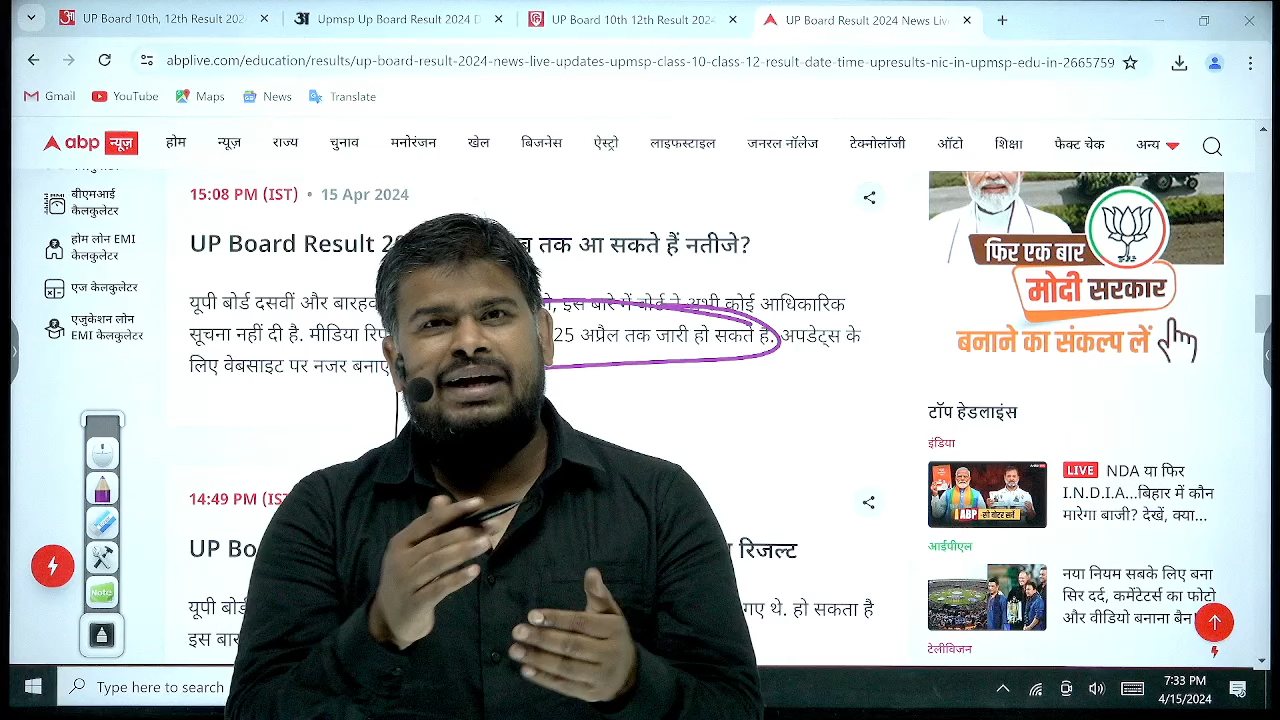 UP Board 10th, 12th Result 202
Upmsp Up Board Result 2024 D
UP Board 10th 12th Result 2024
UP Board Result 2024 News Liv
abplive.com/education/results/up-board-result-2024-news-live-updates-upmsp-class-10-class-12-result-date-time-upresults-nic-in-upmsp-edu-in-2665759
Gmail YouTube Maps News Translate
abp न्यूज़ होम न्यूज़ राज्य चुनाव मनोरंजन खेल बिजनेस ऐस्ट्रो लाइफस्टाइल जनरल नॉलेज टेक्नोलॉजी ऑटो शिक्षा फैक्ट चेक अन्य
बीएमआई
कैलकुलेटर
होम लोन EMI
कैलकुलेटर
एज कैलकुलेटर
एजुकेशन लोन
EMI कैलकुलेटर
Note
15:08 PM (IST) • 15 Apr 2024
UP Board Result तक आ सकते हैं नतीजे?
यूपी बोर्ड दसवीं और इस बारे में बोर्ड ने अभी कोई आधिकारिक
सूचना नहीं दी है. मीडिया 25 अप्रैल तक जारी हो सकते है. अपडेट्स के
लिए वेबसाइट पर नजर
14:49 PM
UP रिजल्ट
यूपी गए थे. हो सकता है
इस
फिर एक बार
मोदी सरकार
बनाने का संकल्प लें
टॉप हेडलाइंस
इंडिया
LIVE NDA या फिर
I.N.D.I.A...बिहार में कौन
मारेगा बाजी? देखें, क्या...
ABP
आईपीएल
नया नियम सबके लिए बना
सिर दर्द, कमेंटेटर्स का फोटो
और वीडियो बनाना बैन
टेलीविजन
Type here to search
7:33 PM
4/15/2024